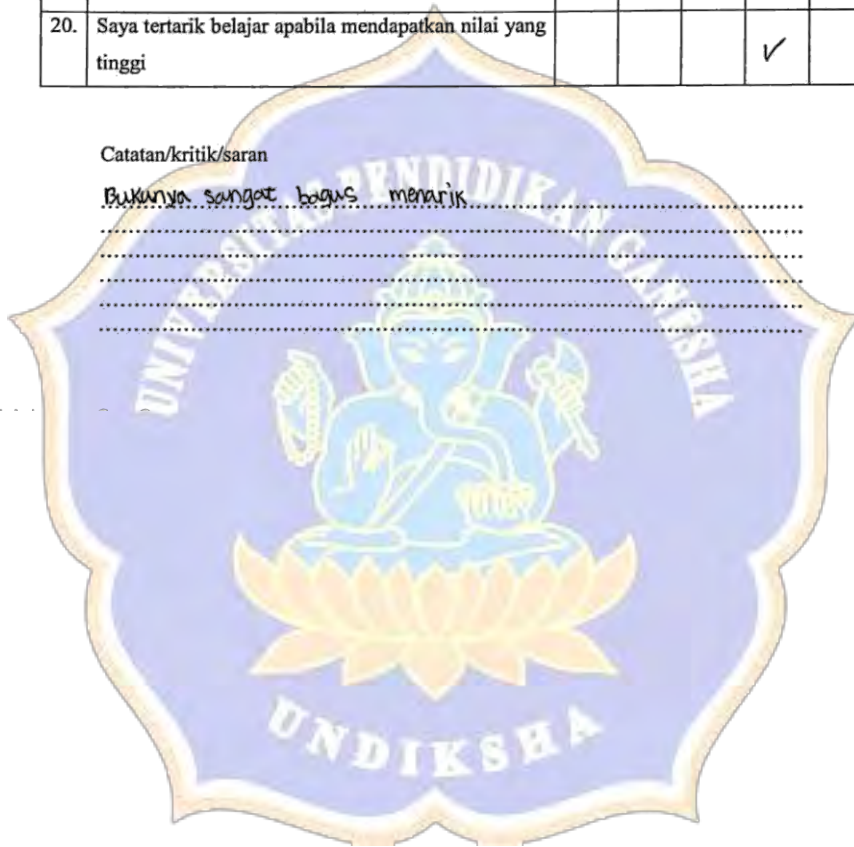 20. Saya tertarik belajar apabila mendapatkan nilai yang
tinggi ✓
Catatan/kritik/saran
Bukunya sangat bagus menarik
UNIVERSITAS PENDIDIKAN GANESHA
UNDIKSHA